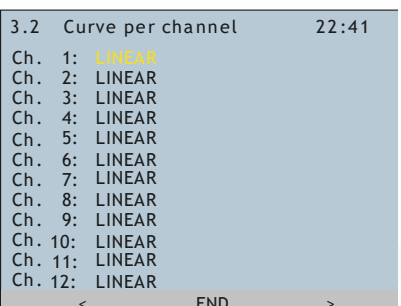 3.2 Curve per channel 22:41
Ch. 1: LINEAR
Ch. 2: LINEAR
Ch. 3: LINEAR
Ch. 4: LINEAR
Ch. 5: LINEAR
Ch. 6: LINEAR
Ch. 7: LINEAR
Ch. 8: LINEAR
Ch. 9: LINEAR
Ch. 10: LINEAR
Ch. 11: LINEAR
Ch. 12: LINEAR
< END >